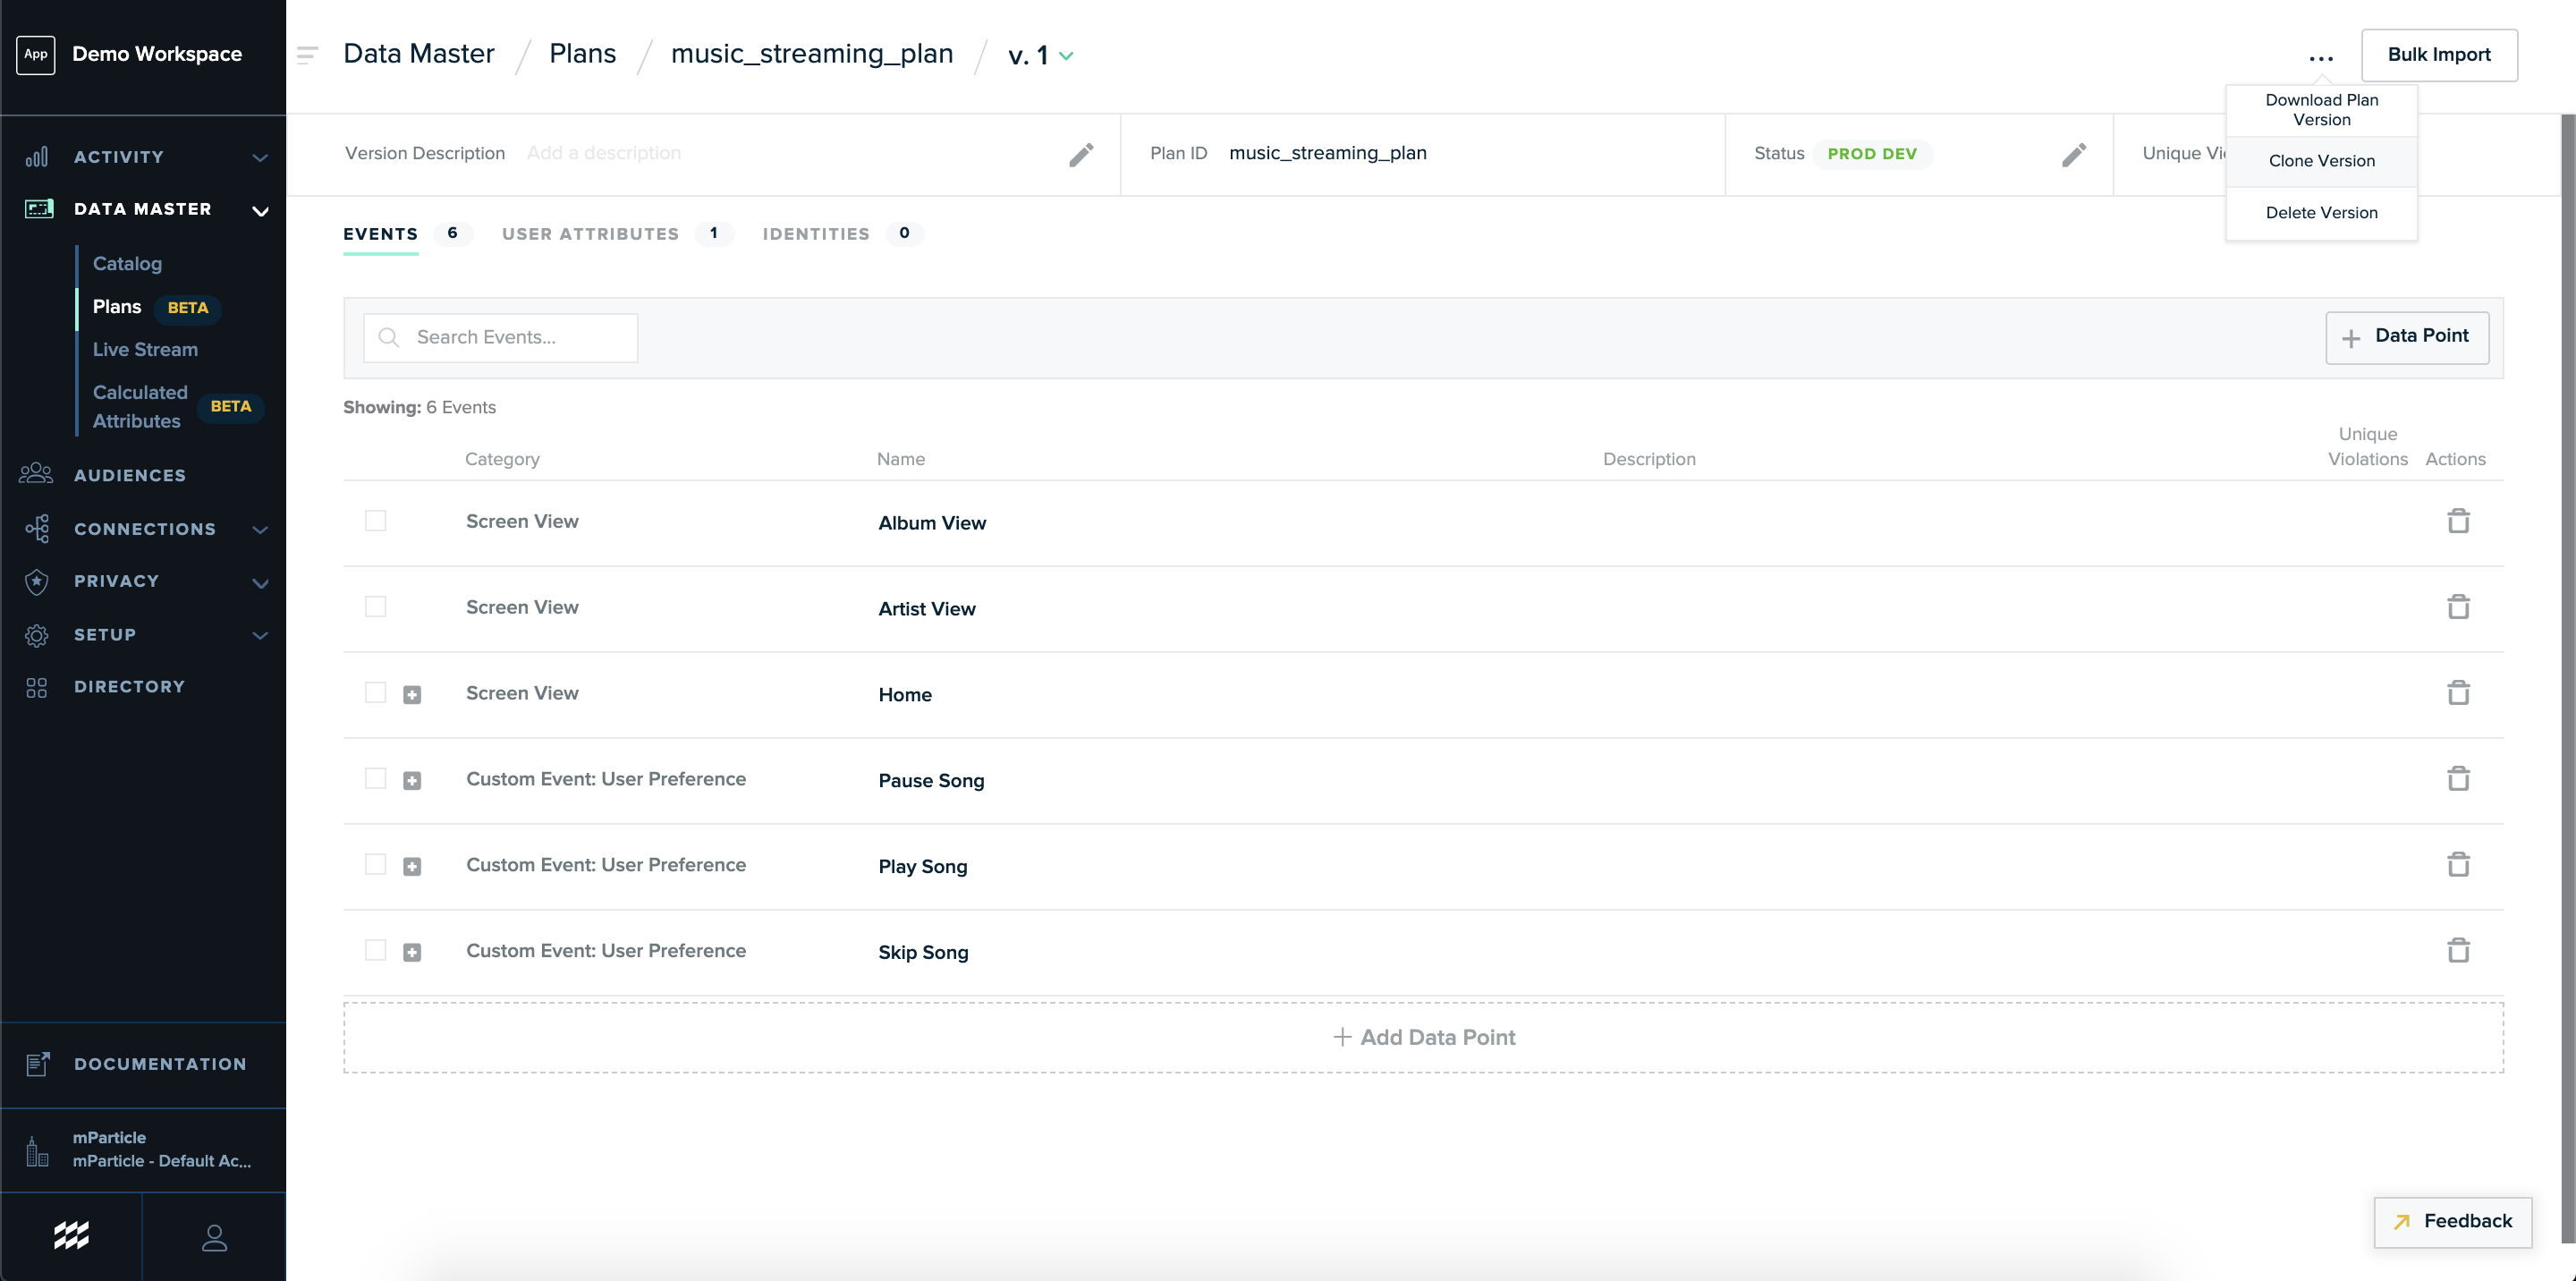 App
Demo Workspace
ACTIVITY
DATA MASTER
Catalog
Plans BETA
Live Stream
Calculated
Attributes BETA
AUDIENCES
CONNECTIONS
PRIVACY
SETUP
DIRECTORY
DOCUMENTATION
mParticle
mParticle - Default Ac...
Data Master / Plans / music_streaming_plan / v. 1
... Bulk Import
Download Plan
Version
Clone Version
Delete Version
Version Description Add a description
Plan ID music_streaming_plan
Status PROD DEV
Unique Vi
EVENTS 6 USER ATTRIBUTES 1 IDENTITIES 0
Search Events...
+ Data Point
Showing: 6 Events
Category Name Description Unique Violations Actions
Screen View Album View
Screen View Artist View
Screen View Home
Custom Event: User Preference Pause Song
Custom Event: User Preference Play Song
Custom Event: User Preference Skip Song
+ Add Data Point
Feedback